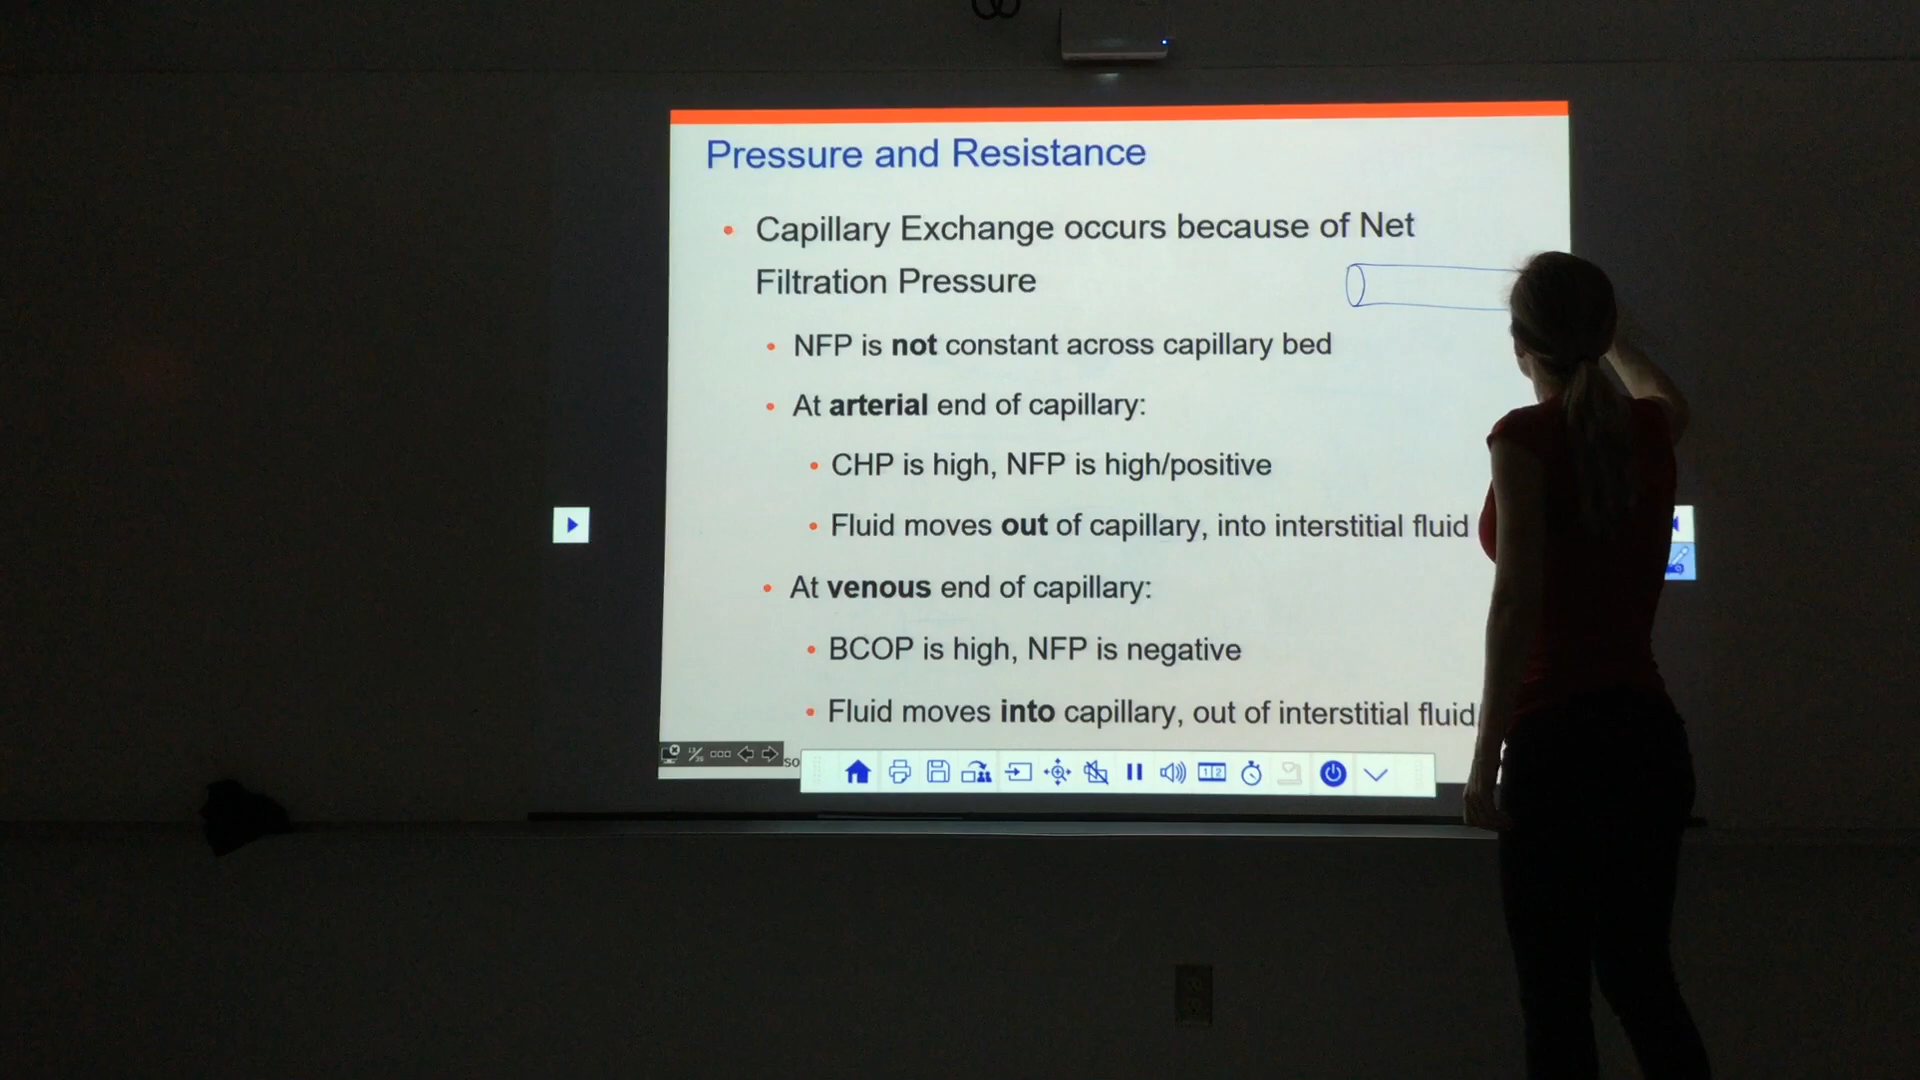 Pressure and Resistance
• Capillary Exchange occurs because of Net
Filtration Pressure
• NFP is not constant across capillary bed
• At arterial end of capillary:
• CHP is high, NFP is high/positive
• Fluid moves out of capillary, into interstitial fluid
• At venous end of capillary:
• BCOP is high, NFP is negative
• Fluid moves into capillary, out of interstitial fluid
so
1 2